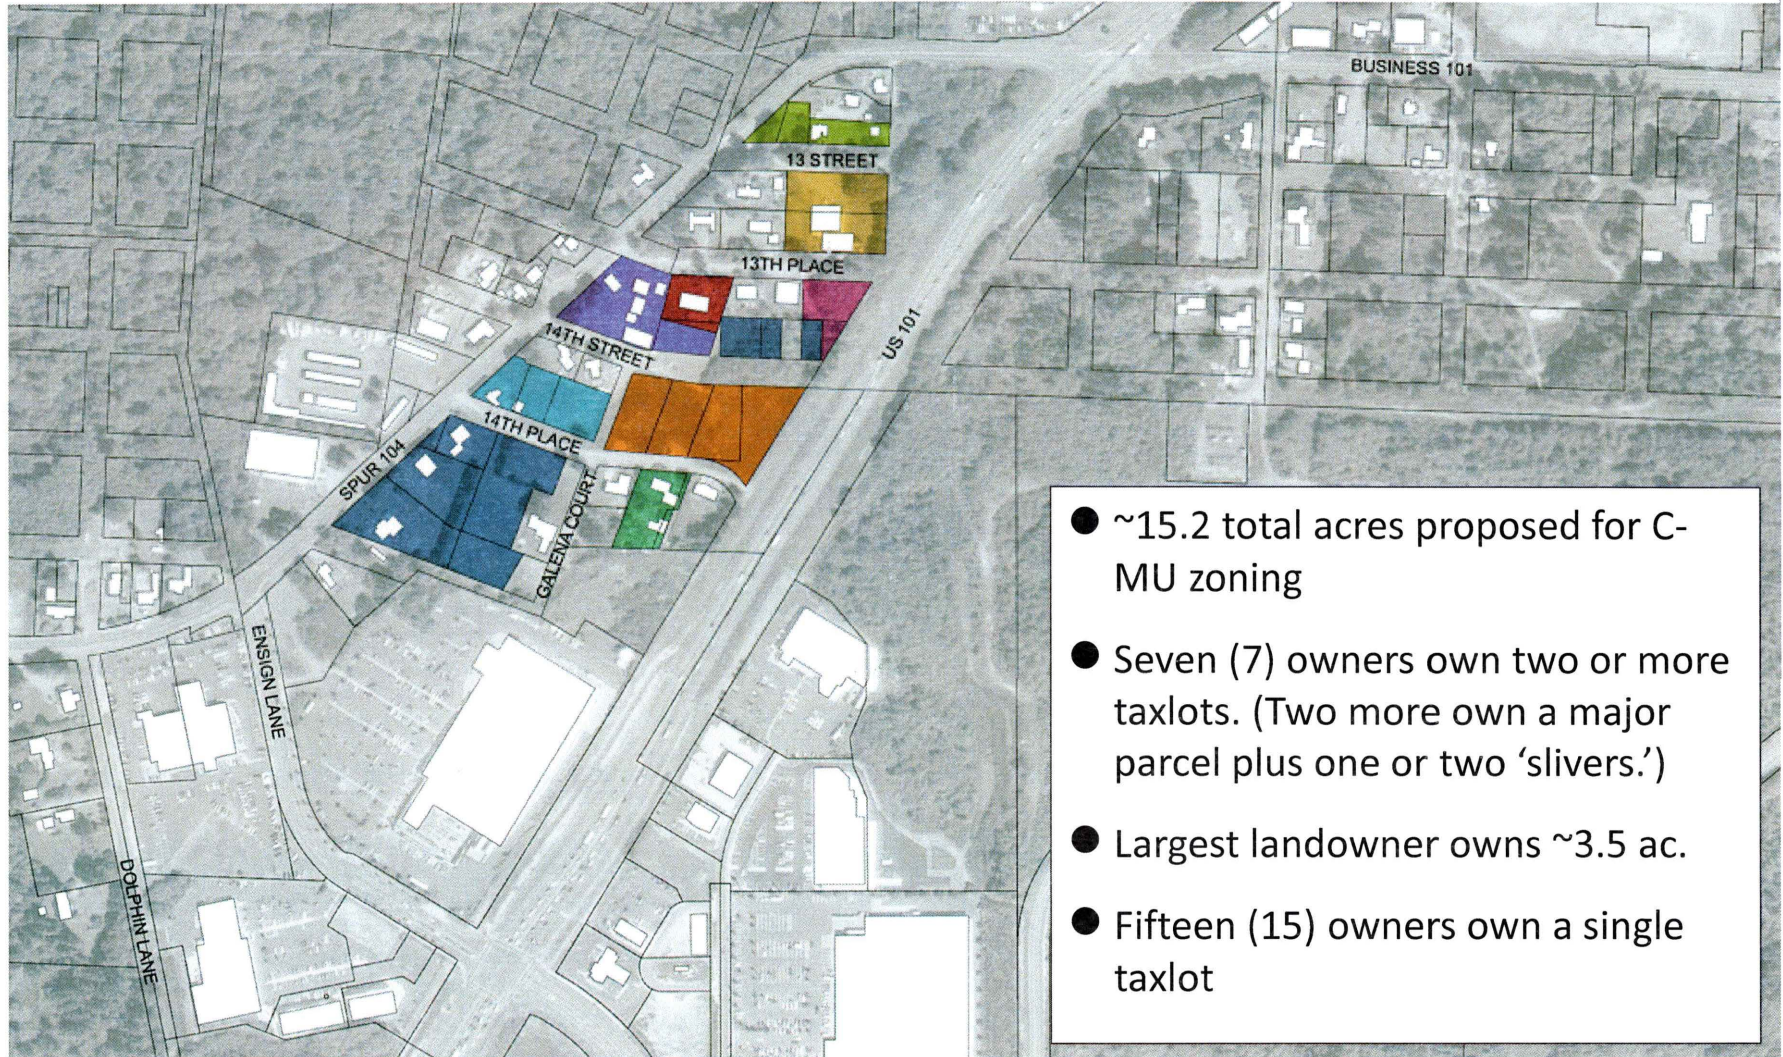 BUSINESS 101
13 STREET
13TH PLACE
US 101
14TH STREET
14TH PLACE
SPUR 104
GALENA COURT
ENSIGN LANE
DOLPHIN LANE
● ~15.2 total acres proposed for C-
MU zoning
● Seven (7) owners own two or more
taxlots. (Two more own a major
parcel plus one or two ‘slivers.’)
● Largest landowner owns ~3.5 ac.
● Fifteen (15) owners own a single
taxlot